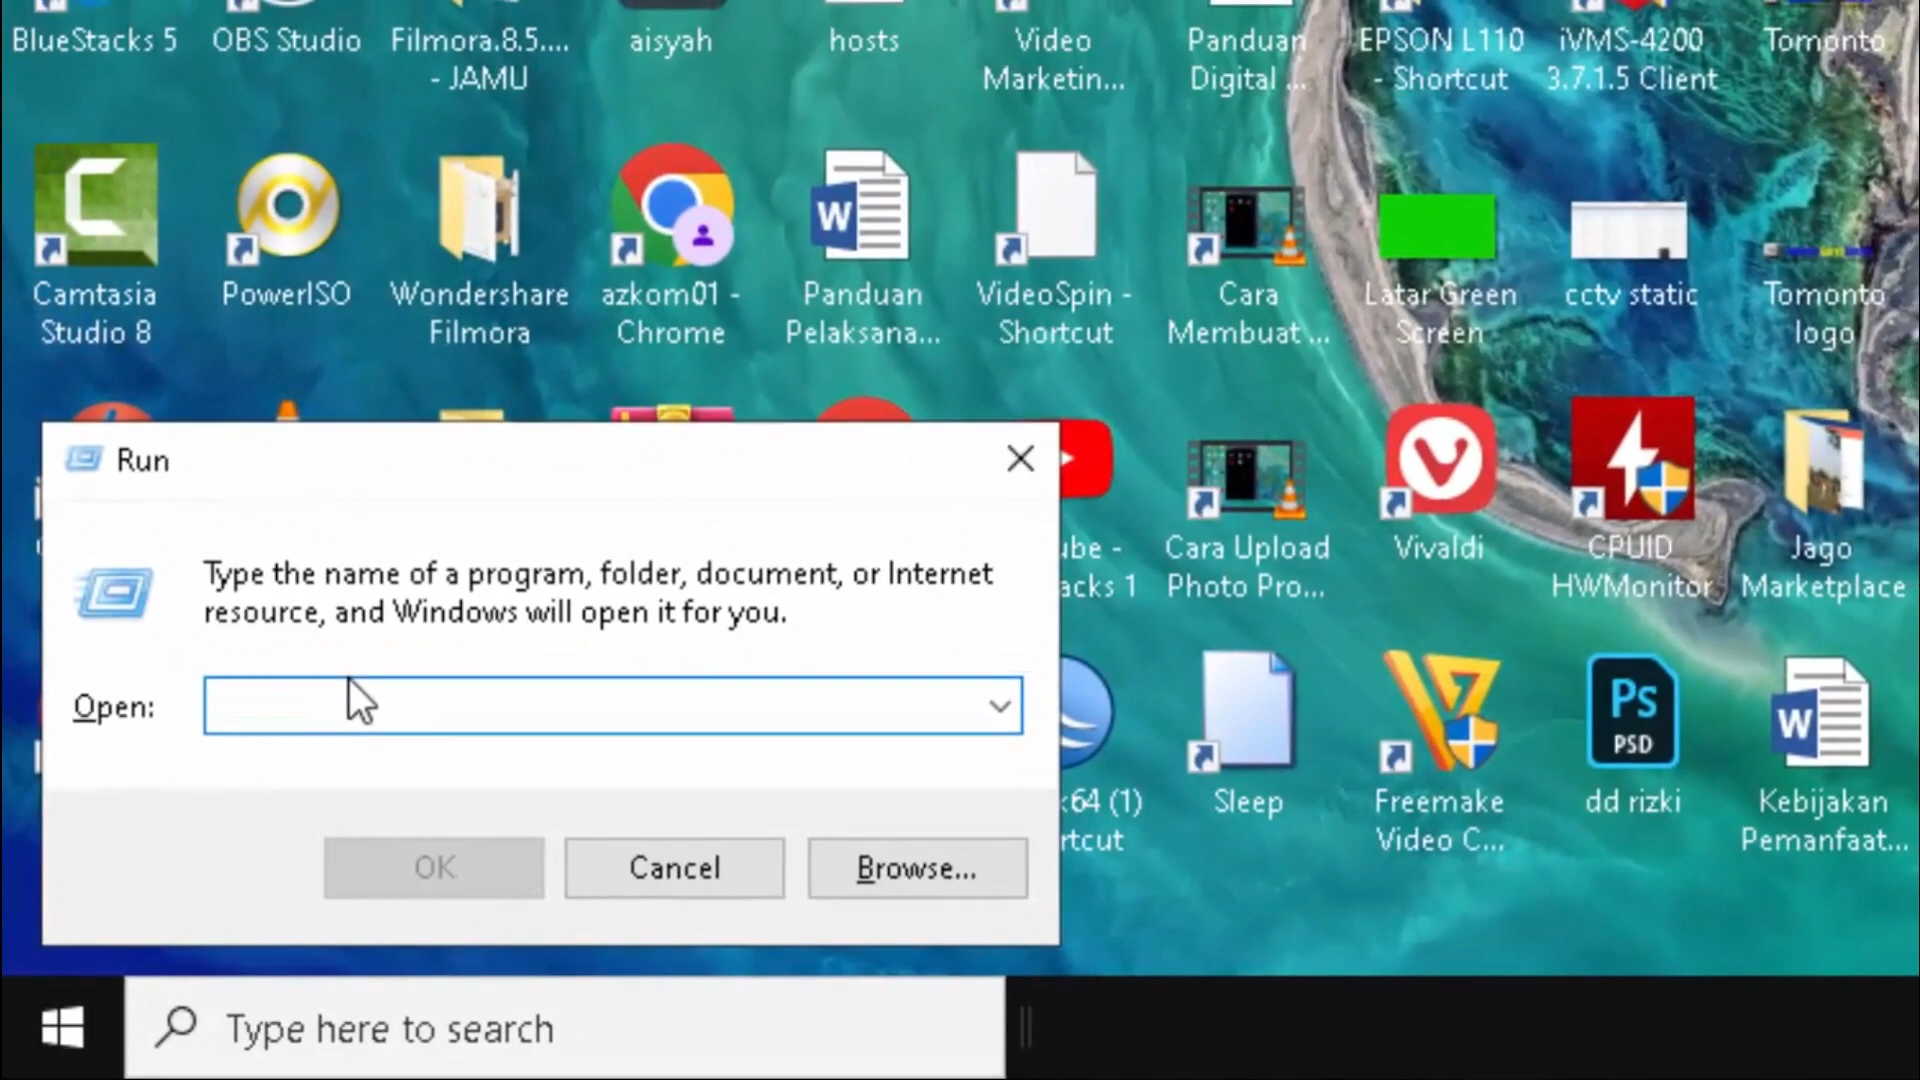 BlueStacks 5
OBS Studio
Filmora.8.5....
- JAMU
aisyah
hosts
Video
Marketin...
Panduan
Digital ...
EPSON L110
- Shortcut
iVMS-4200
3.7.1.5 Client
Tomonto
Camtasia
Studio 8
PowerISO
Wondershare
Filmora
azkom01 -
Chrome
Panduan
Pelaksana...
VideoSpin -
Shortcut
Cara
Membuat ...
Latar Green
Screen
cctv static
Tomonto
logo
Run
Type the name of a program, folder, document, or Internet
resource, and Windows will open it for you.
Open:
OK
Cancel
Browse...
acks 1
Cara Upload
Photo Pro...
Vivaldi
CPUID
HWMonitor
Jago
Marketplace
64 (1)
Sleep
Freemake
Video C...
Ps
PSD
dd rizki
Kebijakan
Pemanfaat...
Type here to search